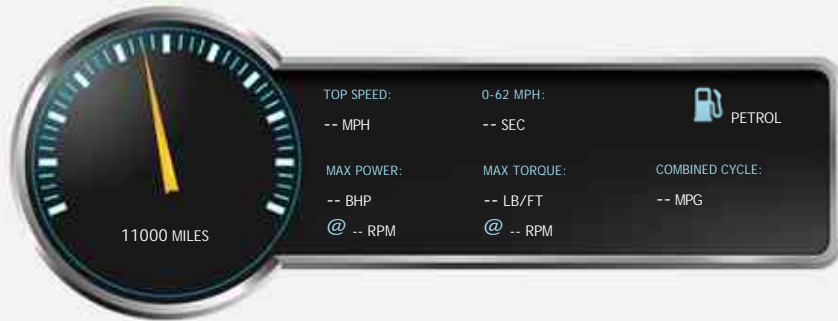 TOP SPEED:
-- MPH
0-62 MPH:
-- SEC
PETROL
MAX POWER:
-- BHP
@ -- RPM
MAX TORQUE:
-- LB/FT
@ -- RPM
COMBINED CYCLE:
-- MPG
11000 MILES